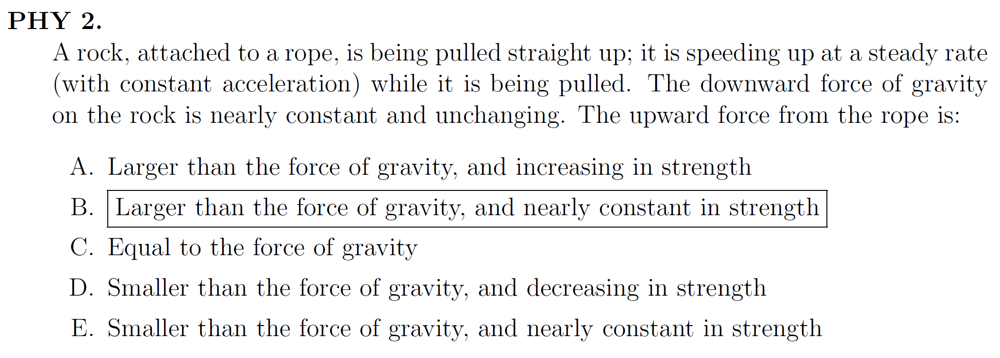 PHY 2.
A rock, attached to a rope, is being pulled straight up; it is speeding up at a steady rate
(with constant acceleration) while it is being pulled. The downward force of gravity
on the rock is nearly constant and unchanging. The upward force from the rope is:
A. Larger than the force of gravity, and increasing in strength
B. Larger than the force of gravity, and nearly constant in strength
C. Equal to the force of gravity
D. Smaller than the force of gravity, and decreasing in strength
E. Smaller than the force of gravity, and nearly constant in strength